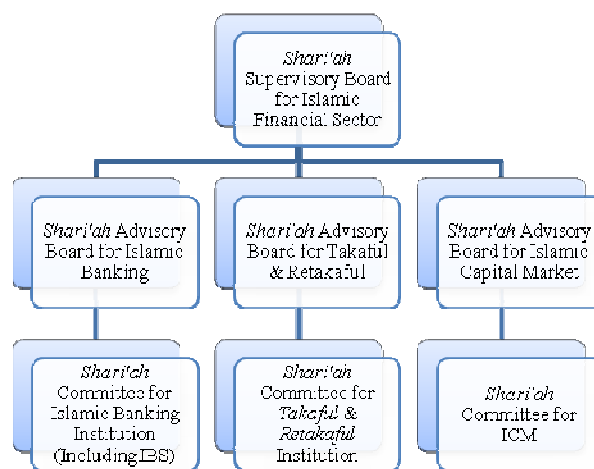 Shari'ah
Supervisory Board
for Islamic
Financial Sector
Shari'ah Advisory
Board for Islamic
Banking
Shari'ah Advisory
Board for Takaful
& Retakaful
Shari'ah Advisory
Board for Islamic
Capital Market
Shari'ah
Committee for
Islamic Banking
Institution
(Including IBS)
Shari'ah
Committee for
Takaful &
Retakaful
Institution
Shari'ah
Committee for
ICM